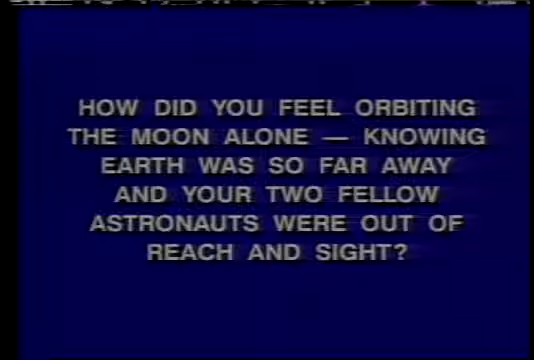 HOW DID YOU FEEL ORBITING
THE MOON ALONE — KNOWING
EARTH WAS SO FAR AWAY
AND YOUR TWO FELLOW
ASTRONAUTS WERE OUT OF
REACH AND SIGHT?